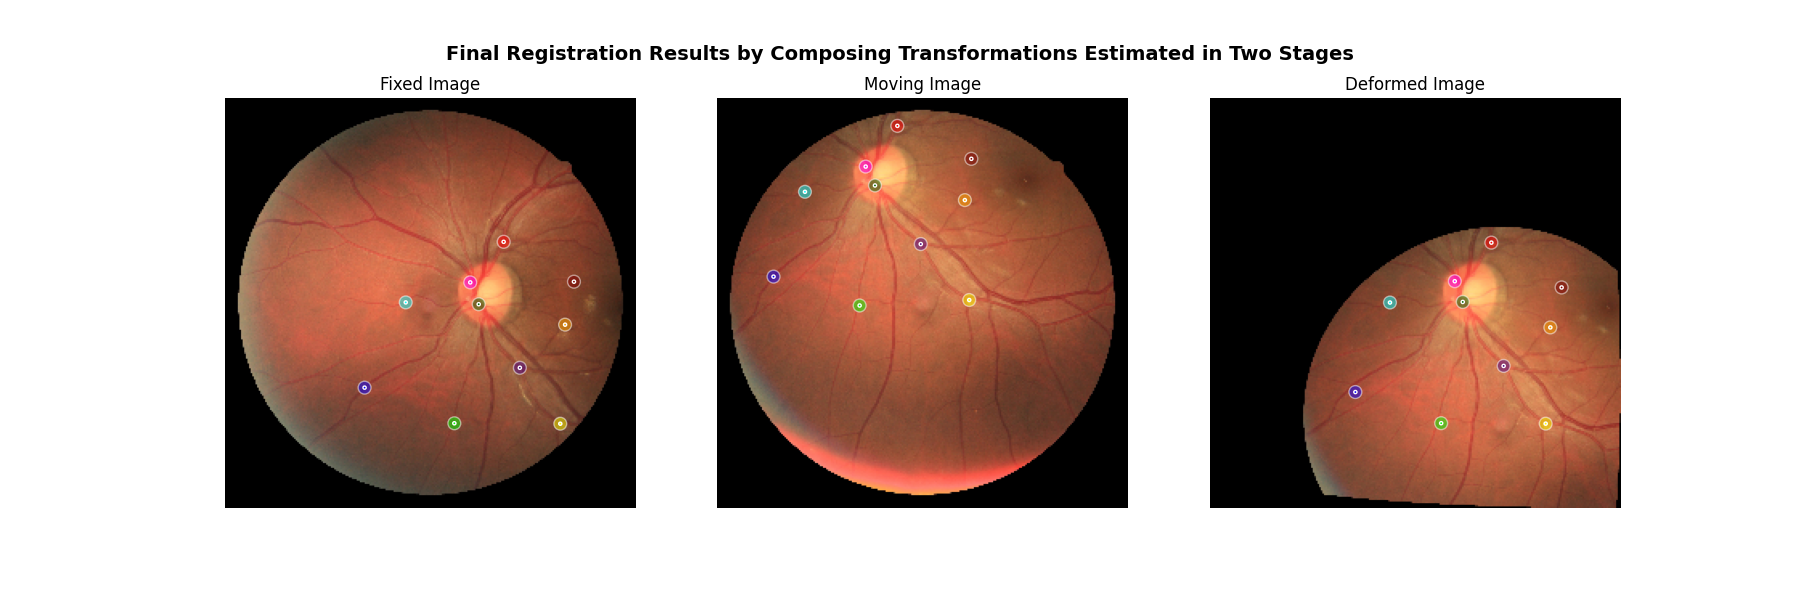 Final Registration Results by Composing Transformations Estimated in Two Stages
Fixed Image
Moving Image
Deformed Image